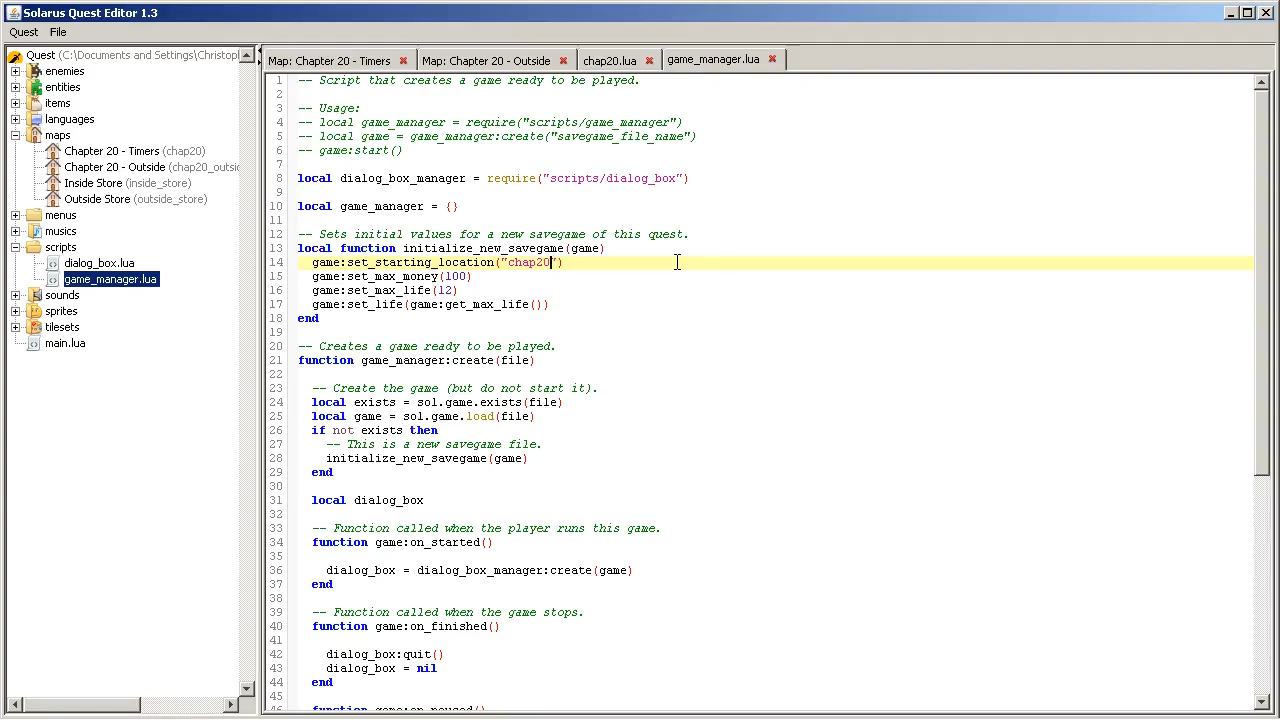 Solarus Quest Editor 1.3
Quest File
Quest (C:\Documents and Settings\Christop
enemies
entities
items
languages
maps
Chapter 20 - Timers (chap20)
Chapter 20 - Outside (chap20_outsid
Inside Store (inside_store)
Outside Store (outside_store)
menus
musics
scripts
dialog_box.lua
game_manager.lua
sounds
sprites
tilesets
main.lua
Map: Chapter 20 - Timers Map: Chapter 20 - Outside chap20.lua game_manager.lua
1 -- Script that creates a game ready to be played.
2
3 -- Usage:
4 -- local game_manager = require("scripts/game_manager")
5 -- local game = game_manager:create("savegame_file_name")
6 -- game:start()
7
8 local dialog_box_manager = require("scripts/dialog_box")
9
10 local game_manager = {}
11
12 -- Sets initial values for a new savegame of this quest.
13 local function initialize_new_savegame(game)
14 game:set_starting_location("chap20")
15 game:set_max_money(100)
16 game:set_max_life(12)
17 game:set_life(game:get_max_life())
18 end
19
20 -- Creates a game ready to be played.
21 function game_manager:create(file)
22
23 -- Create the game (but do not start it).
24 local exists = sol.game.exists(file)
25 local game = sol.game.load(file)
26 if not exists then
27 -- This is a new savegame file.
28 initialize_new_savegame(game)
29 end
30
31 local dialog_box
32
33 -- Function called when the player runs this game.
34 function game:on_started()
35
36 dialog_box = dialog_box_manager:create(game)
37 end
38
39 -- Function called when the game stops.
40 function game:on_finished()
41
42 dialog_box:quit()
43 dialog_box = nil
44 end
45
function game:on_paused()